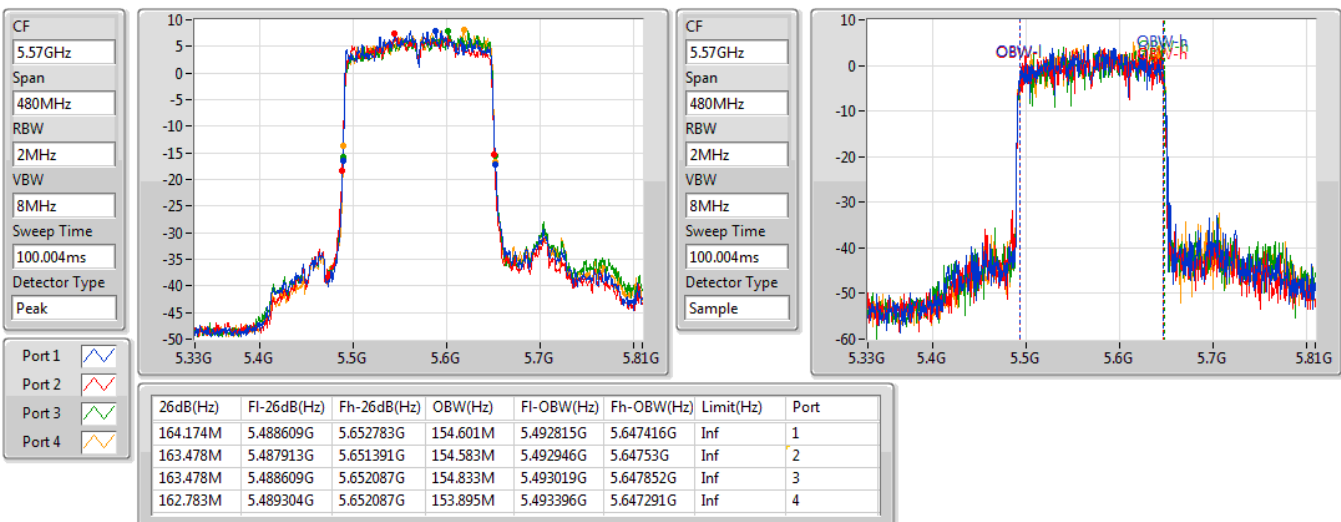 CF
5.57GHz
Span
480MHz
RBW
2MHz
VBW
8MHz
Sweep Time
100.004ms
Detector Type
Peak
10
5
0
-5
-10
-15
-20
-25
-30
-35
-40
-45
-50
5.33G 5.4G 5.5G 5.6G 5.7G 5.81G
CF
5.57GHz
Span
480MHz
RBW
2MHz
VBW
8MHz
Sweep Time
100.004ms
Detector Type
Sample
10
0
-10
-20
-30
-40
-50
-60
OBW-l
OBW-h
OBW-h
5.33G 5.4G 5.5G 5.6G 5.7G 5.81G
Port 1
Port 2
Port 3
Port 4
26dB(Hz) Fl-26dB(Hz) Fh-26dB(Hz) OBW(Hz) Fl-OBW(Hz) Fh-OBW(Hz) Limit(Hz) Port
164.174M 5.488609G 5.652783G 154.601M 5.492815G 5.647416G Inf 1
163.478M 5.487913G 5.651391G 154.583M 5.492946G 5.64753G Inf 2
163.478M 5.488609G 5.652087G 154.833M 5.493019G 5.647852G Inf 3
162.783M 5.489304G 5.652087G 153.895M 5.493396G 5.647291G Inf 4